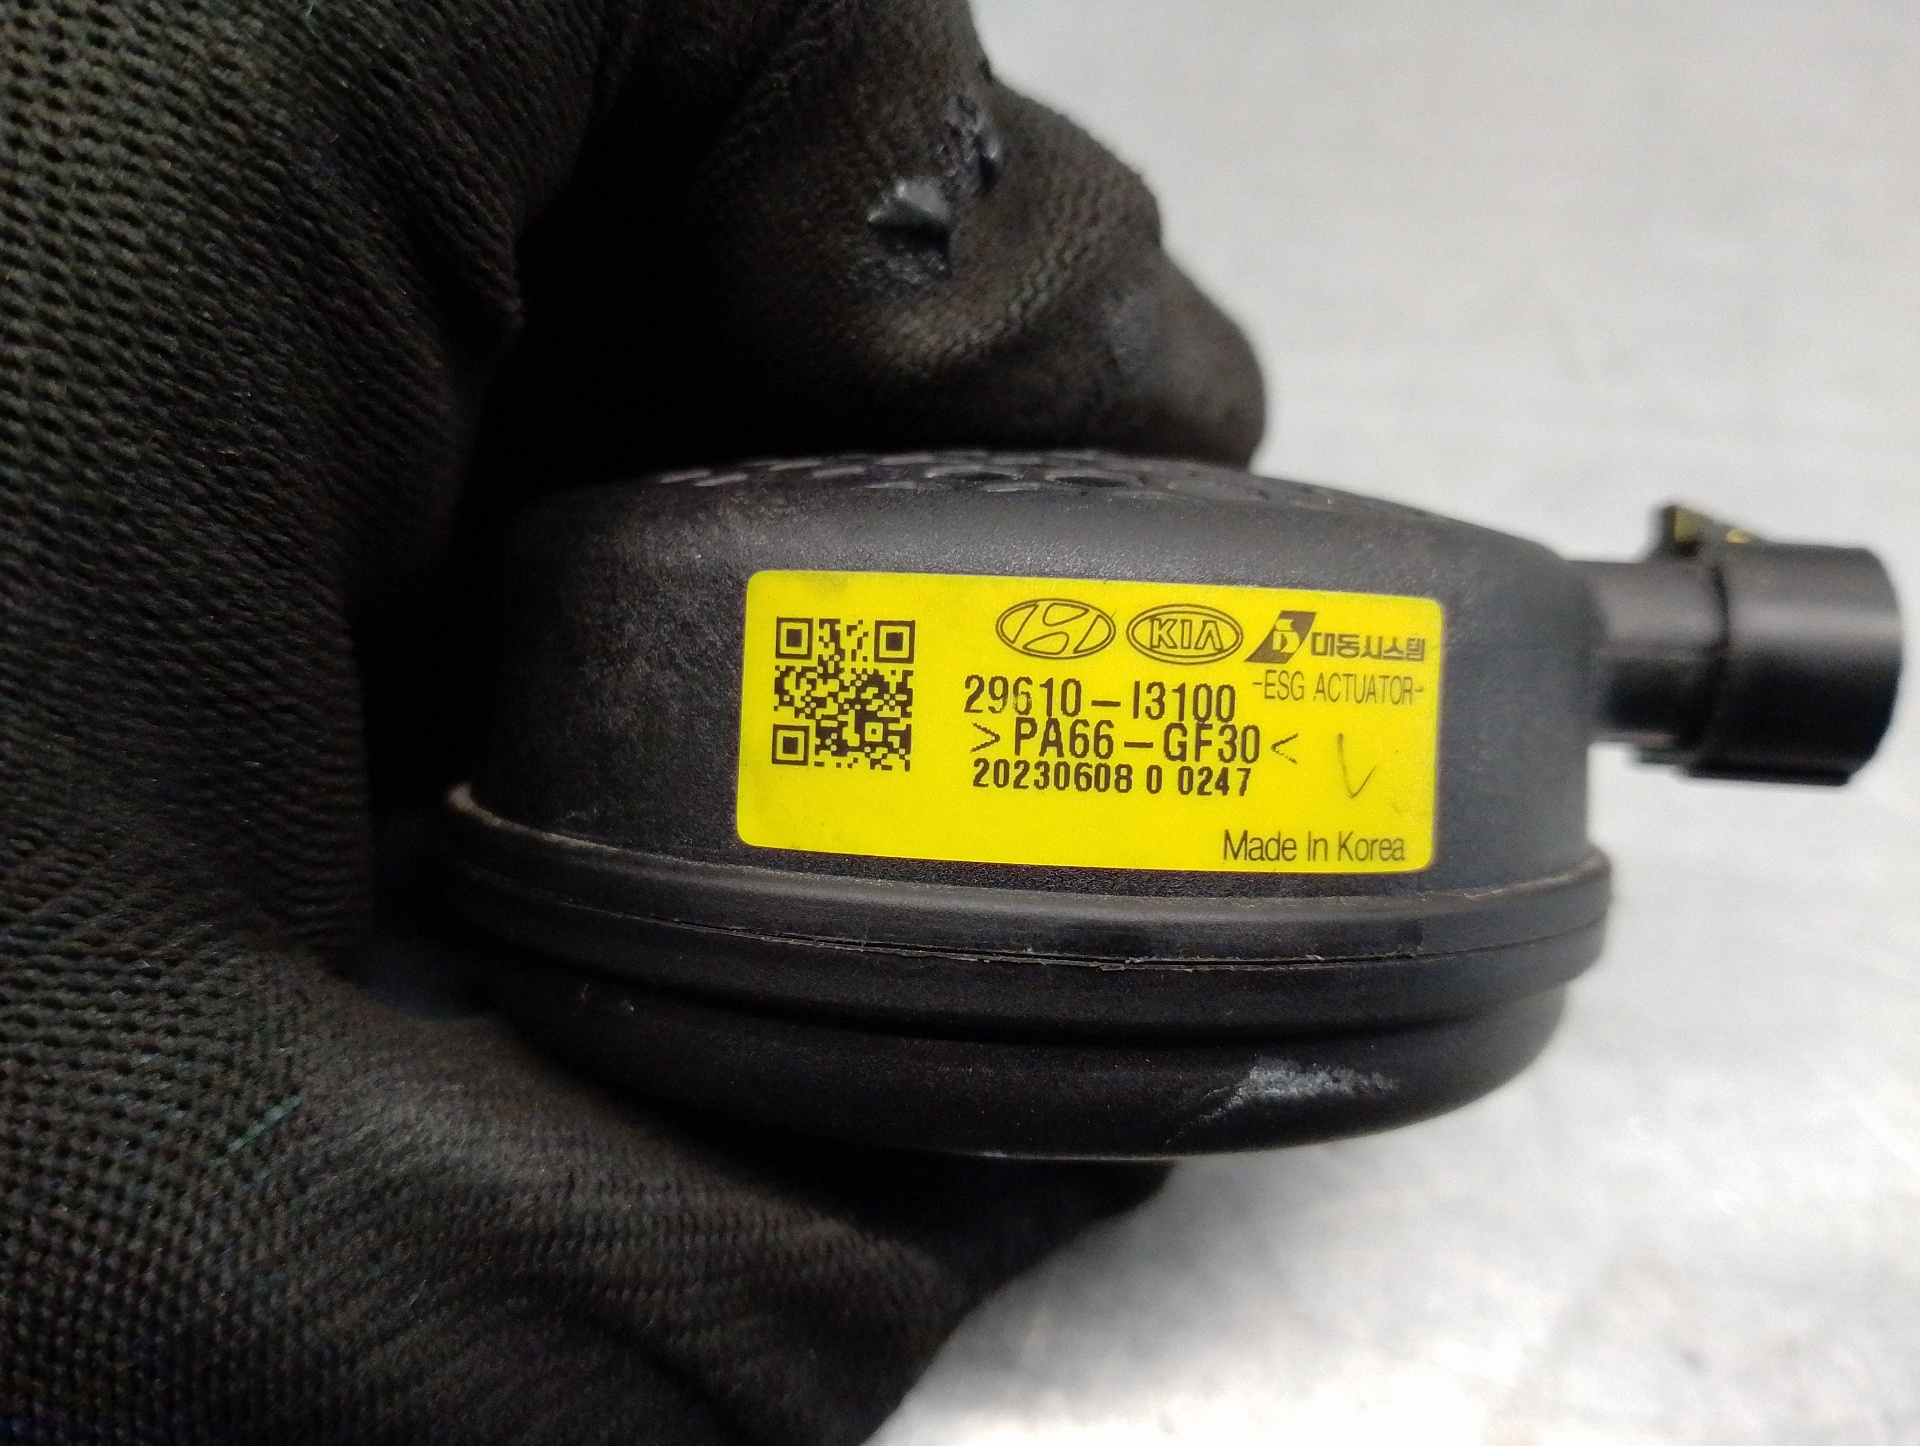 KIA 대동시스템
29610-I3100 -ESG ACTUATOR-
>PA66-GF30<
20230608 0 0247
Made In Korea